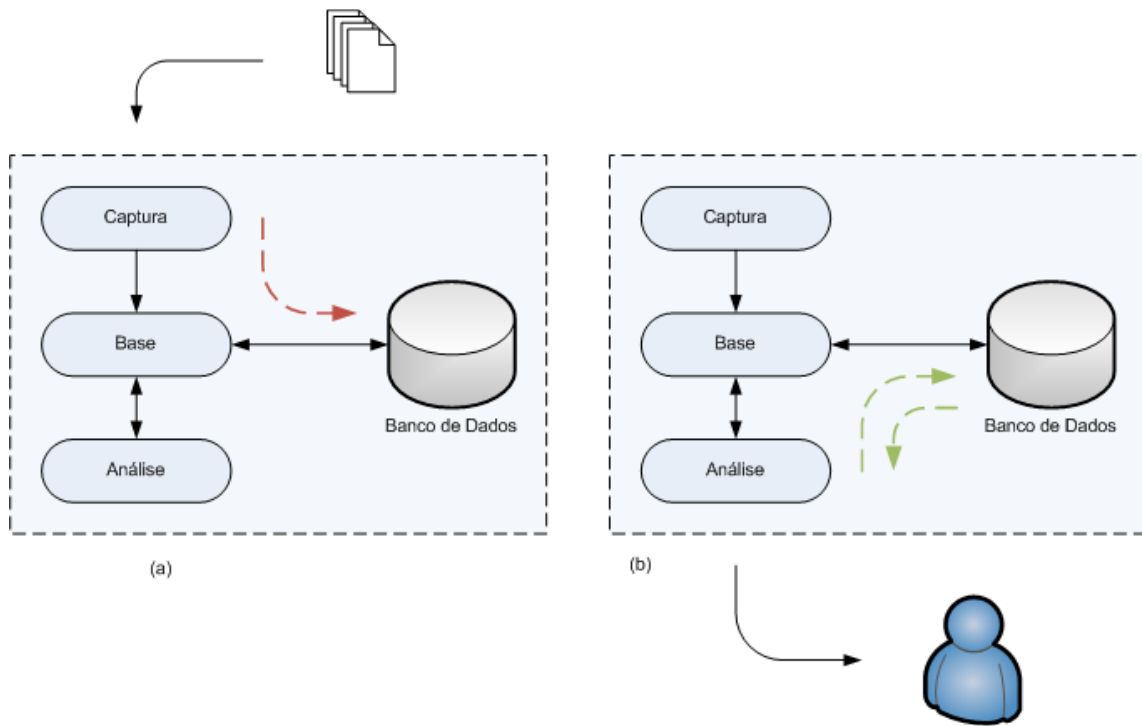 Captura
Base
Banco de Dados
Análise
(a)
Captura
Base
Banco de Dados
Análise
(b)